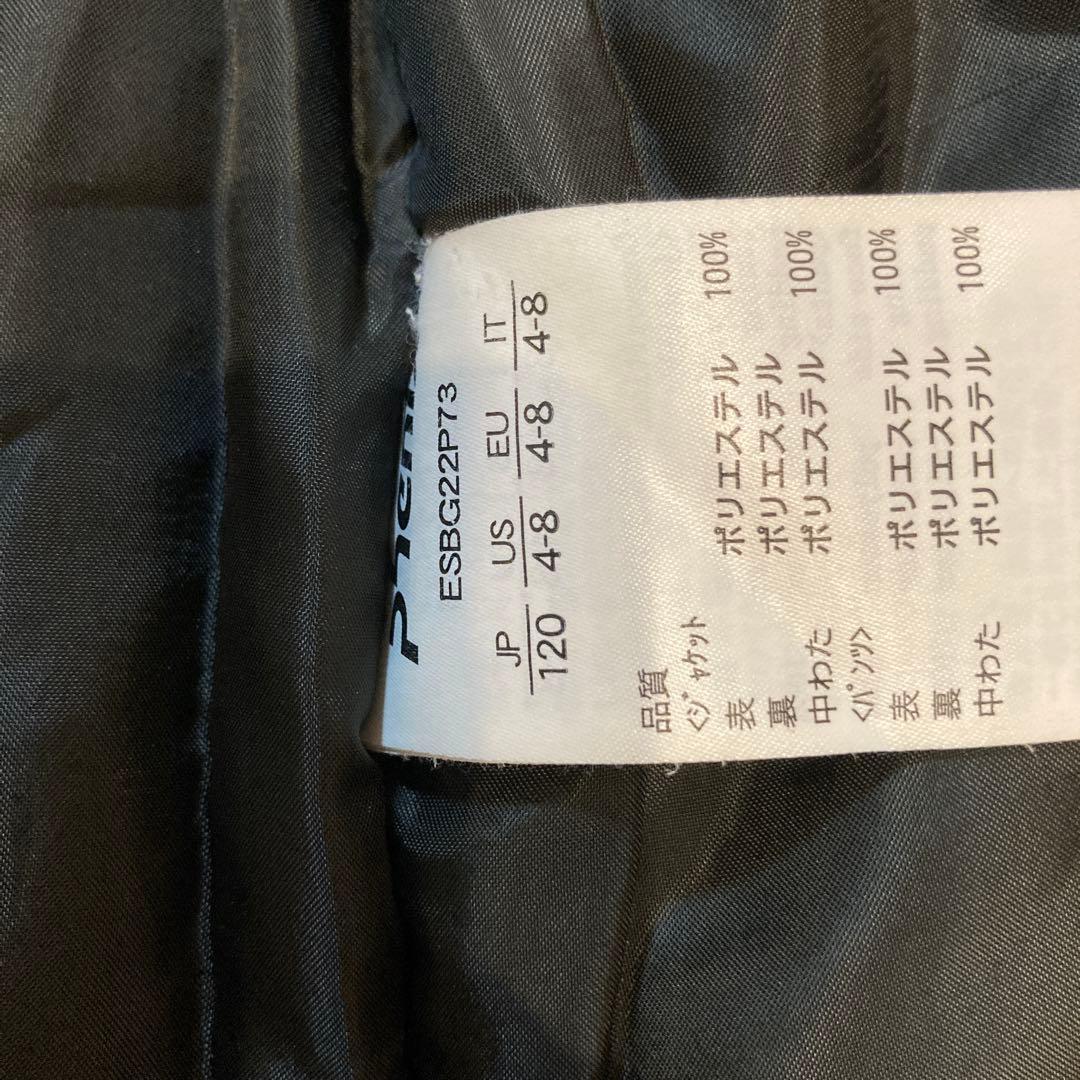 ESBG22P73
JP US EU IT
120 4-8 4-8 4-8
品質
<ｼﾞｬｹｯﾄ
表 ポリエステル 100%
裏 ポリエステル
中わた ポリエステル 100%
<ﾊﾟﾝﾂ>
表 ポリエステル 100%
裏 ポリエステル
中わた ポリエステル 100%